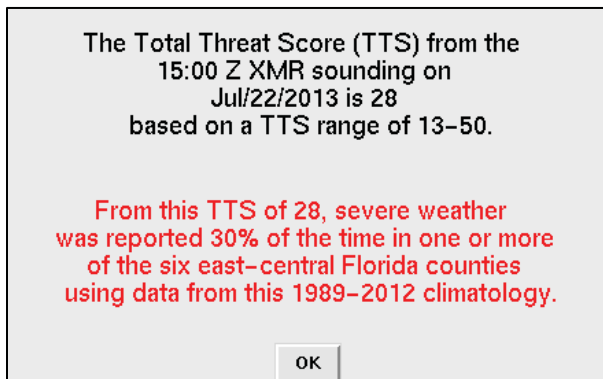 The Total Threat Score (TTS) from the
15:00 Z XMR sounding on
Jul/22/2013 is 28
based on a TTS range of 13-50.
From this TTS of 28, severe weather
was reported 30% of the time in one or more
of the six east-central Florida counties
using data from this 1989-2012 climatology.
OK